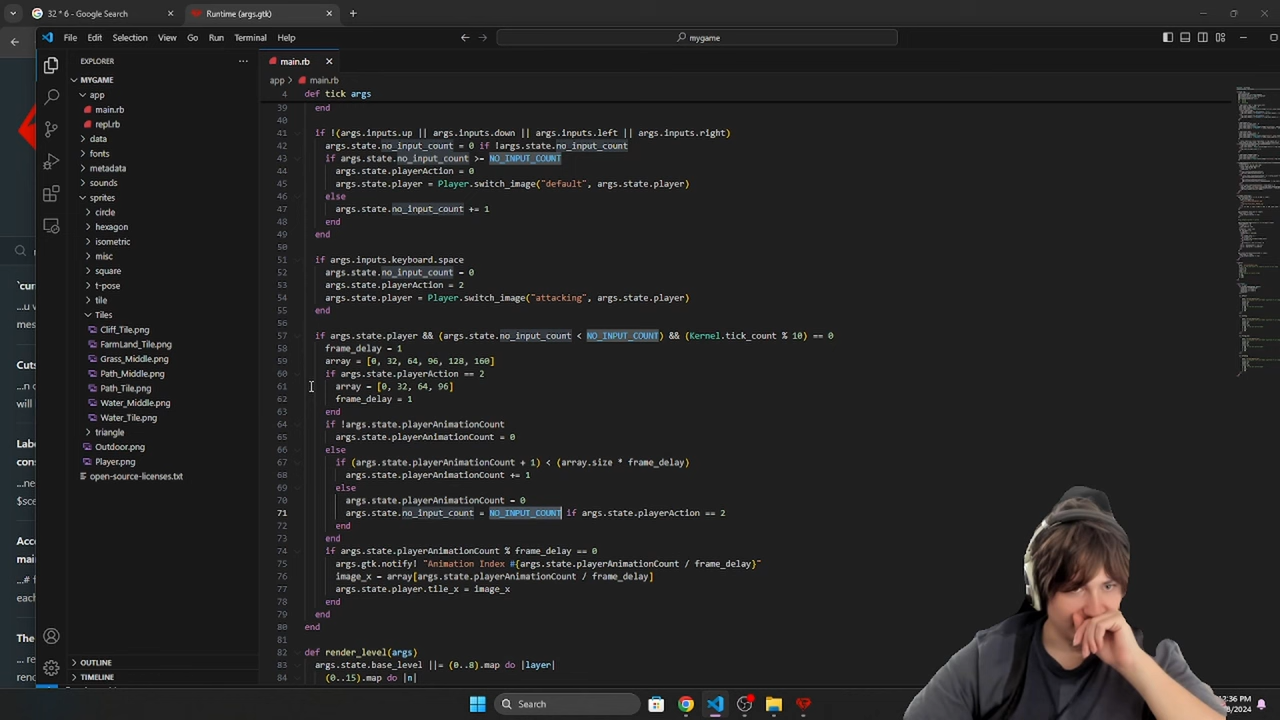 32 * 6 - Google Search
Runtime (args.gtk)
File Edit Selection View Go Run Terminal Help
mygame
EXPLORER
main.rb
MYGAME
app > main.rb
app
4 def tick args
main.rb
39 end
repl.rb
40
data
41 if !(args.inputs.up || args.inputs.down || args.inputs.left || args.inputs.right)
fonts
42 args.state.no_input_count = 0 if !args.state.no_input_count
metadata
43 if args.state.no_input_count >= NO_INPUT_COUNT
sounds
44 args.state.playerAction = 0
sprites
45 args.state.player = Player.switch_image("default", args.state.player)
circle
46 else
hexagon
47 args.state.no_input_count += 1
isometric
48 end
misc
49 end
square
50
t-pose
51 if args.inputs.keyboard.space
tile
52 args.state.no_input_count = 0
Tiles
53 args.state.playerAction = 2
Cliff_Tile.png
54 args.state.player = Player.switch_image("attacking", args.state.player)
FarmLand_Tile.png
55 end
Grass_Middle.png
56
Path_Middle.png
57 if args.state.player && (args.state.no_input_count < NO_INPUT_COUNT) && (Kernel.tick_count % 10) == 0
Path_Tile.png
58 frame_delay = 1
Water_Middle.png
59 array = [0, 32, 64, 96, 128, 160]
Water_Tile.png
60 if args.state.playerAction == 2
triangle
61 array = [0, 32, 64, 96]
Outdoor.png
62 frame_delay = 1
Player.png
63 end
open-source-licenses.txt
64 if !args.state.playerAnimationCount
65 args.state.playerAnimationCount = 0
66 else
67 if (args.state.playerAnimationCount + 1) < (array.size * frame_delay)
68 args.state.playerAnimationCount += 1
69 else
70 args.state.playerAnimationCount = 0
71 args.state.no_input_count = NO_INPUT_COUNT if args.state.playerAction == 2
72 end
73 end
74 if args.state.playerAnimationCount % frame_delay == 0
75 args.gtk.notify! "Animation Index #{args.state.playerAnimationCount / frame_delay}"
76 image_x = array[args.state.playerAnimationCount / frame_delay]
77 args.state.player.tile_x = image_x
78 end
79 end
80 end
81
82 def render_level(args)
83 args.state.base_level ||= (0..8).map do |layer|
84 (0..15).map do |n|
OUTLINE
TIMELINE
`cur
mes
Cuts
will
Labe
con
Acce
mai
...# f
each
The
Search
12:36 PM
/2024